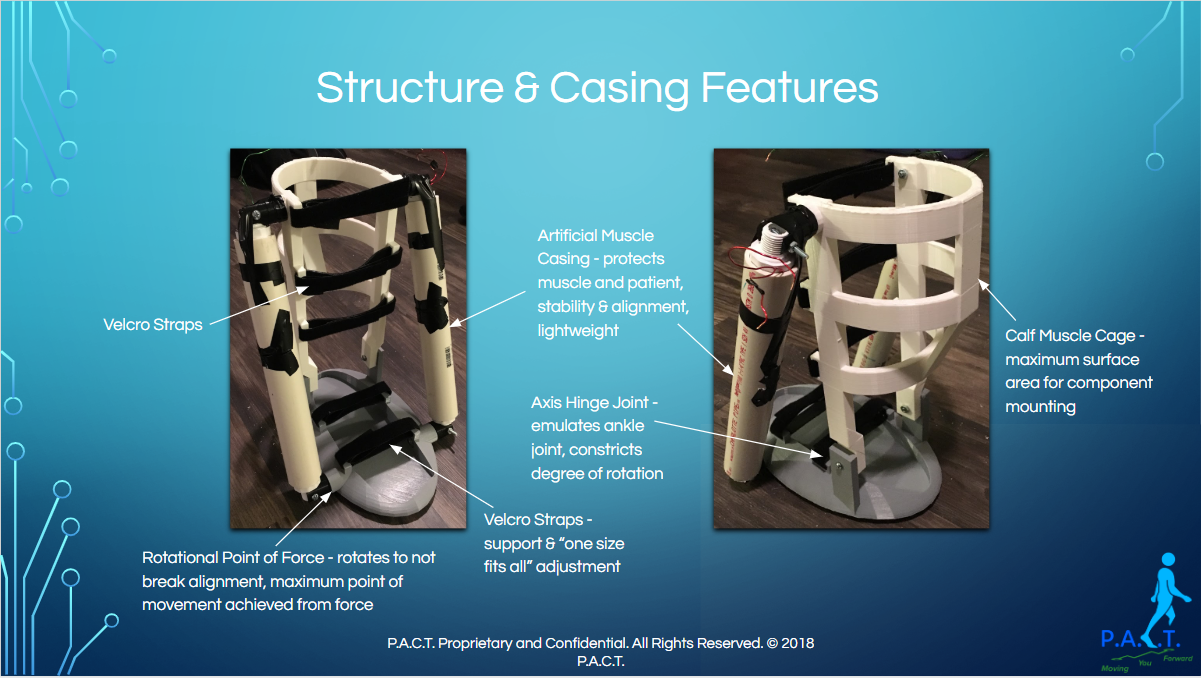 Structure & Casing Features
Artificial Muscle
Casing - protects
muscle and patient,
stability & alignment,
lightweight
Velcro Straps
Calf Muscle Cage -
maximum surface
area for component
mounting
Axis Hinge Joint -
emulates ankle
joint, constricts
degree of rotation
Velcro Straps -
support & “one size
fits all” adjustment
Rotational Point of Force - rotates to not
break alignment, maximum point of
movement achieved from force
P.A.C.T. Proprietary and Confidential. All Rights Reserved. © 2018
P.A.C.T.
P.A.C.T.
Moving You Forward